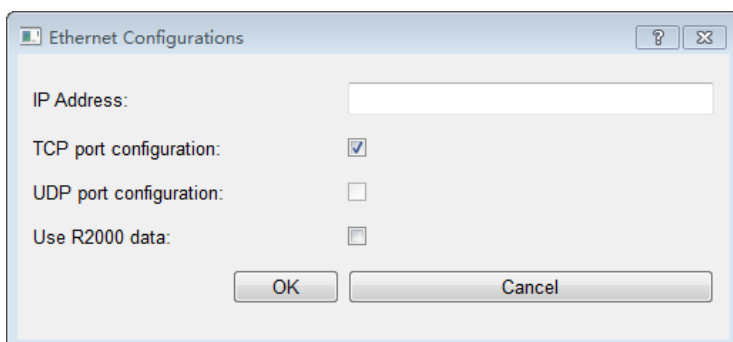 Ethernet Configurations
IP Address:
TCP port configuration:
UDP port configuration:
Use R2000 data:
OK Cancel